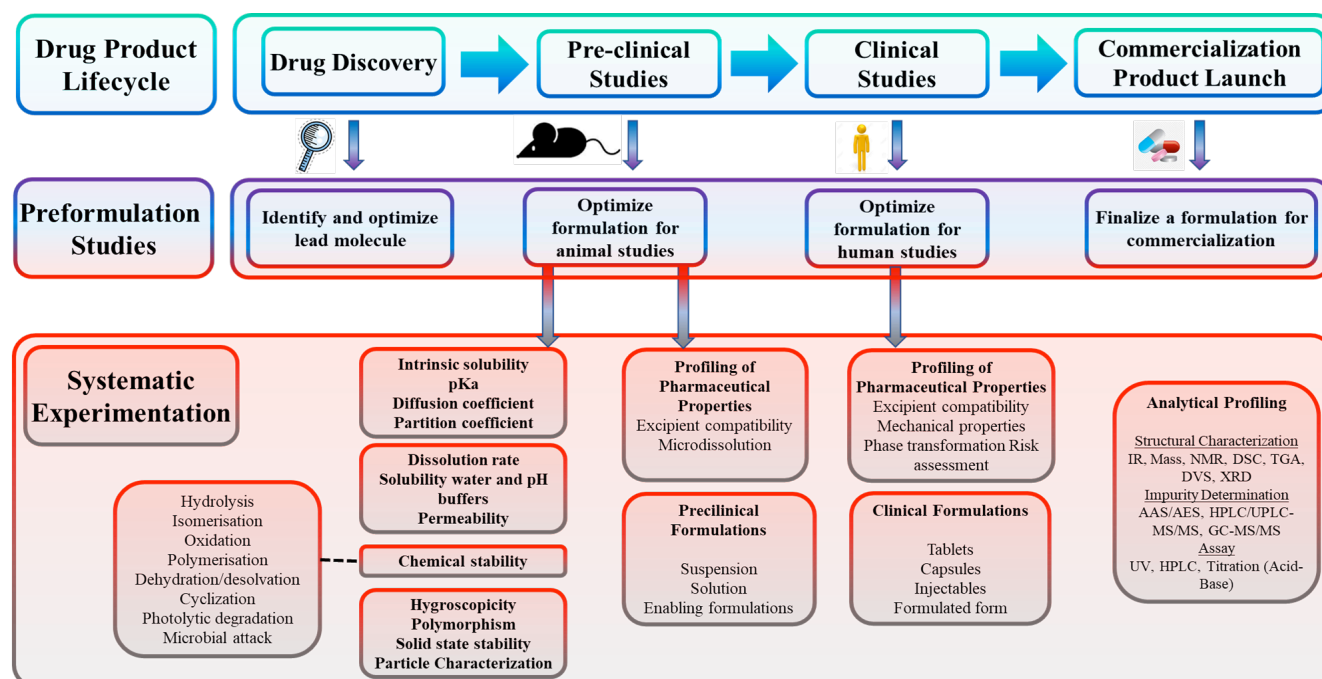 Drug Product
Lifecycle
Drug Discovery
Pre-clinical
Studies
Clinical
Studies
Commercialization
Product Launch
Preformulation
Studies
Identify and optimize
lead molecule
Optimize
formulation for
animal studies
Optimize
formulation for
human studies
Finalize a formulation for
commercialization
Systematic
Experimentation
Hydrolysis
Isomerisation
Oxidation
Polymerisation
Dehydration/desolvation
Cyclization
Photolytic degradation
Microbial attack
Intrinsic solubility
pKa
Diffusion coefficient
Partition coefficient
Dissolution rate
Solubility water and pH
buffers
Permeability
Chemical stability
Hygroscopicity
Polymorphism
Solid state stability
Particle Characterization
Profiling of
Pharmaceutical
Properties
Excipient compatibility
Microdissolution
Precilinical
Formulations
Suspension
Solution
Enabling formulations
Profiling of
Pharmaceutical Properties
Excipient compatibility
Mechanical properties
Phase transformation Risk
assessment
Clinical Formulations
Tablets
Capsules
Injectables
Formulated form
Analytical Profiling
Structural Characterization
IR, Mass, NMR, DSC, TGA,
DVS, XRD
Impurity Determination
AAS/AES, HPLC/UPLC-
MS/MS, GC-MS/MS
Assay
UV, HPLC, Titration (Acid-
Base)